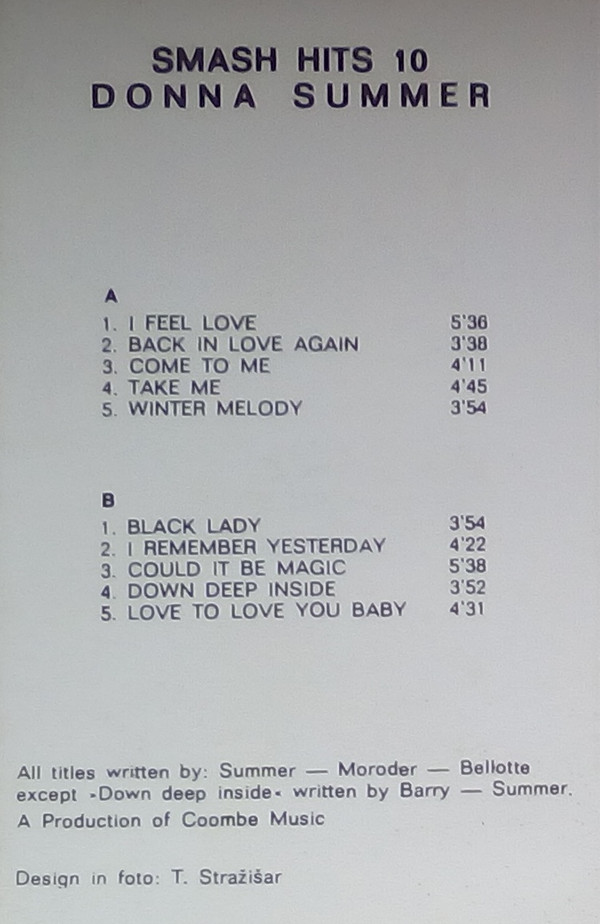 SMASH HITS 10
DONNA SUMMER
A
1. I FEEL LOVE 5'36
2. BACK IN LOVE AGAIN 3'38
3. COME TO ME 4'11
4. TAKE ME 4'45
5. WINTER MELODY 3'54
B
1. BLACK LADY 3'54
2. I REMEMBER YESTERDAY 4'22
3. COULD IT BE MAGIC 5'38
4. DOWN DEEP INSIDE 3'52
5. LOVE TO LOVE YOU BABY 4'31
All titles written by: Summer — Moroder — Bellotte
except »Down deep inside« written by Barry — Summer.
A Production of Coombe Music
Design in foto: T. Stražišar